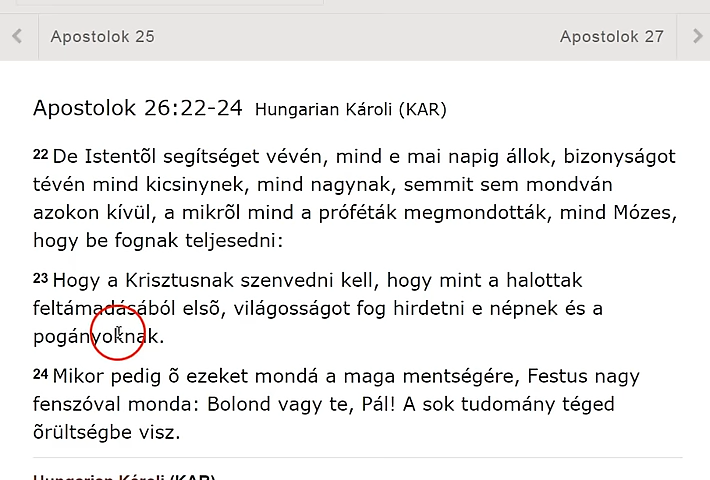 Apostolok 25
Apostolok 27
Apostolok 26:22-24 Hungarian Károli (KAR)
22 De Istentõl segítséget vévén, mind e mai napig állok, bizonyságot
tévén mind kicsinynek, mind nagynak, semmit sem mondván
azokon kívül, a mikrõl mind a próféták megmondották, mind Mózes,
hogy be fognak teljesedni:
23 Hogy a Krisztusnak szenvedni kell, hogy mint a halottak
feltámadásából elsõ, világosságot fog hirdetni e népnek és a
pogányoknak.
24 Mikor pedig õ ezeket mondá a maga mentségére, Festus nagy
fenszóval monda: Bolond vagy te, Pál! A sok tudomány téged
õrültségbe visz.
Hungarian Károli (KAR)